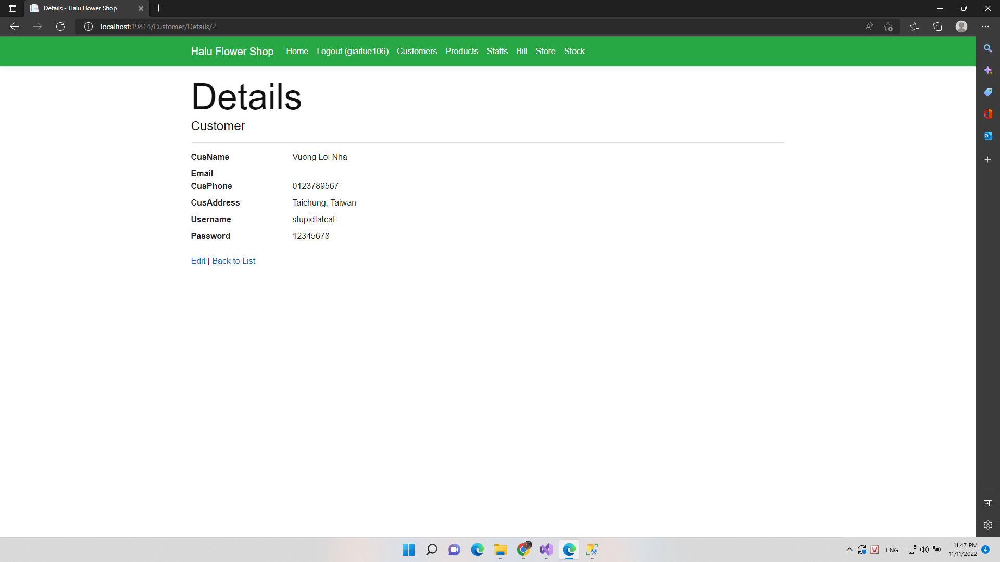 Details - Halu Flower Shop
localhost:19814/Customer/Details/2
Halu Flower Shop Home Logout (giaitue106) Customers Products Staffs Bill Store Stock
Details
Customer
CusName Vuong Loi Nha
Email
CusPhone 0123789567
CusAddress Taichung, Taiwan
Username stupidfatcat
Password 12345678
Edit | Back to List
ENG
11:47 PM
11/11/2022
4